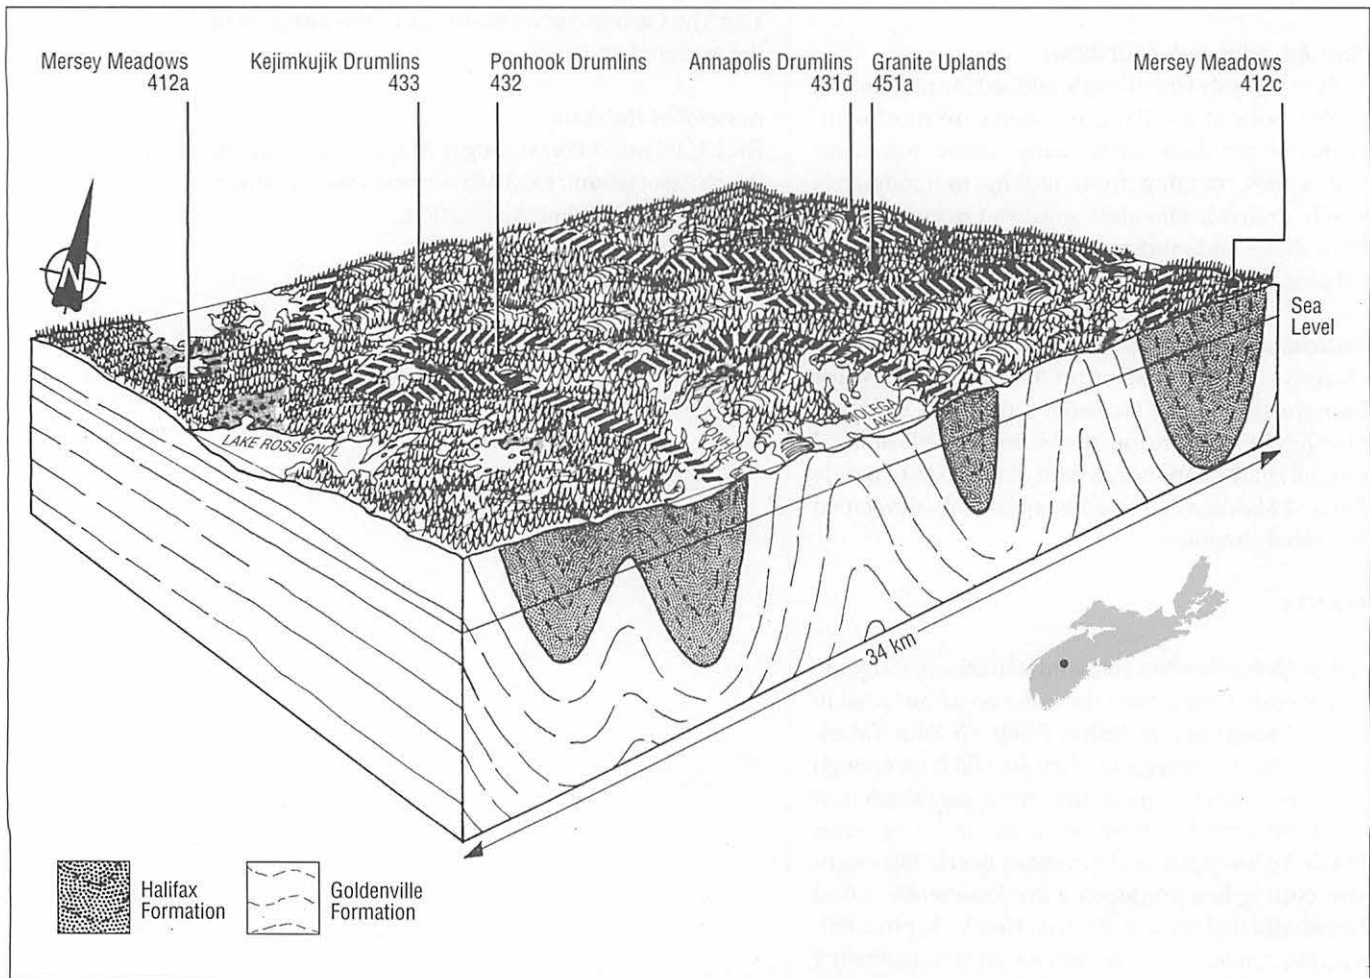 Mersey Meadows
412a
Kejimkujik Drumlins
433
Ponhook Drumlins
432
Annapolis Drumlins
431d
Granite Uplands
451a
Mersey Meadows
412c
N
Sea
Level
LAKE ROSSIGNOL
MOLEGA
LAKE
34 km
Halifax
Formation
Goldenville
Formation